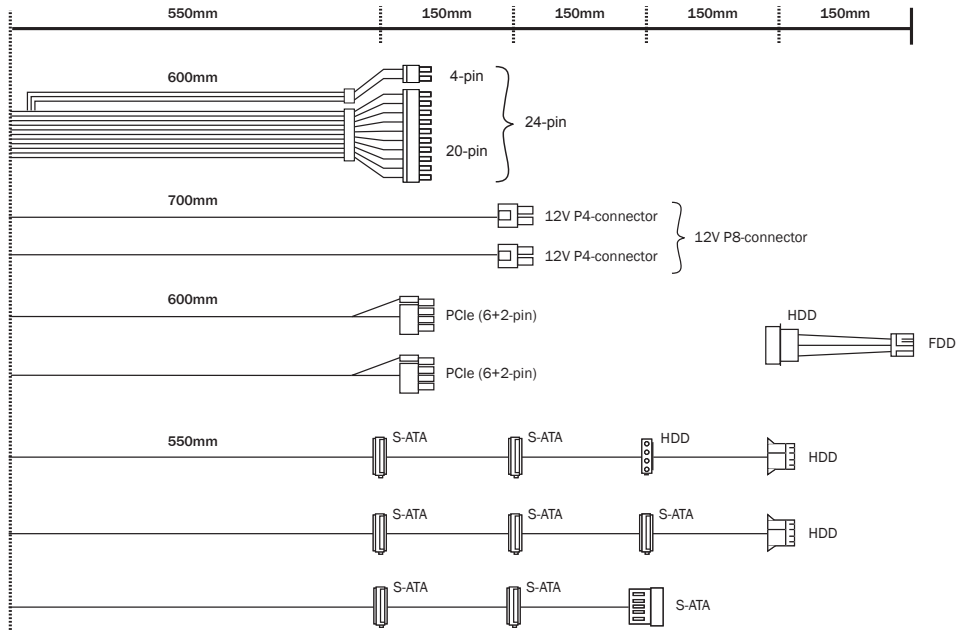 550mm 150mm 150mm 150mm 150mm
600mm
4-pin
24-pin
20-pin
700mm
12V P4-connector
12V P8-connector
12V P4-connector
600mm
PCIe (6+2-pin)
HDD
FDD
PCIe (6+2-pin)
550mm
S-ATA S-ATA HDD
HDD
S-ATA S-ATA S-ATA
HDD
S-ATA S-ATA
S-ATA